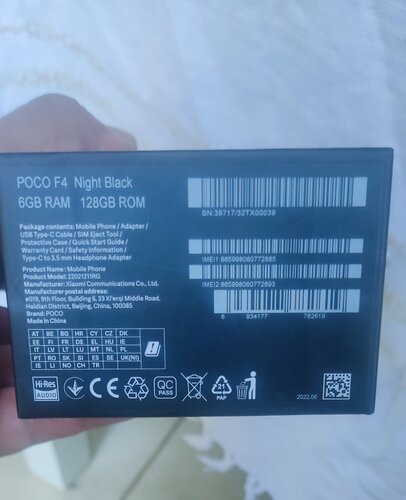 POCO F4 Night Black
6GB RAM 128GB ROM
Package contents: Mobile Phone / Adapter /
USB Type-C Cable / SIM Eject Tool /
Protective Case / Quick Start Guide /
Warranty Card / Safety Information /
Type-C to 3.5 mm Headphone Adapter
Product Name: Mobile Phone
Product Model: 22021211RG
Manufacturer: Xiaomi Communications Co., Ltd.
#019, 9th Floor, Building 6, 33 Xi'erqi Middle Road,
Haidian District, Beijing, China, 100085
Brand: POCO
Made in China
SN:39717/32TX00039
IMEI1: 865998060772885
IMEI2: 865998060772893
6 934177 782619
AT BE BG HR CY CZ DK
EE FI FR DE GR HU IE
IT LV LT LU MT NL PL
PT RO SK SI ES SE UK(NI)
IS LI NO CH TR
Hi-Res
AUDIO
CE
QC
PASS
21
PAP
2022.06